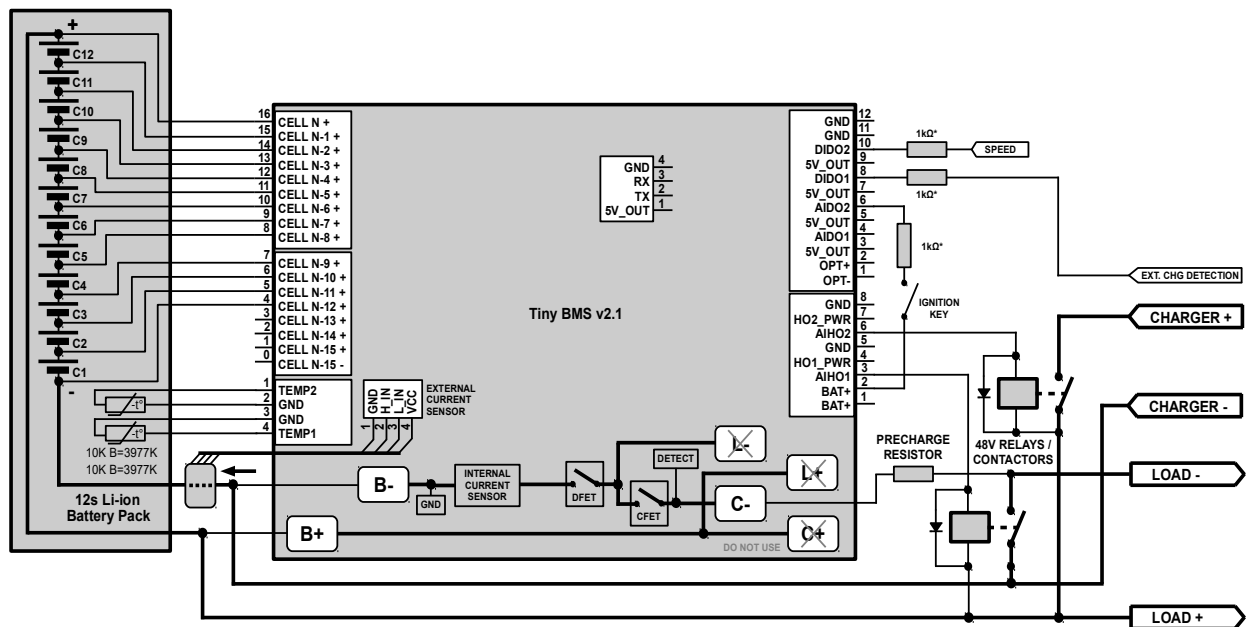 +
C12
C11
C10
C9
C8
C7
C6
C5
C4
C3
C2
C1
-
-t°
-t°
10K B=3977K
10K B=3977K
12s Li-ion
Battery Pack
16 CELL N +
15 CELL N-1 +
14 CELL N-2 +
13 CELL N-3 +
12 CELL N-4 +
11 CELL N-5 +
10 CELL N-6 +
9 CELL N-7 +
8 CELL N-8 +
7 CELL N-9 +
6 CELL N-10 +
5 CELL N-11 +
4 CELL N-12 +
3 CELL N-13 +
2 CELL N-14 +
1 CELL N-15 +
0 CELL N-15 -
1 TEMP2
2 GND
3 GND
4 TEMP1
GND
H_IN
L_IN
VCC
1
2
3
4
EXTERNAL
CURRENT
SENSOR
GND 4
RX 3
TX 2
5V_OUT 1
Tiny BMS v2.1
B-
GND
INTERNAL
CURRENT
SENSOR
DFET
CFET
DETECT
L-
L+
C-
C+
B+
DO NOT USE
GND 12
GND 11
DIDO2 10
5V_OUT 9
DIDO1 8
5V_OUT 7
AIDO2 6
5V_OUT 5
AIDO1 4
5V_OUT 3
OPT+ 2
OPT- 1
GND 8
HO2_PWR 7
AIHO2 6
GND 5
HO1_PWR 4
AIHO1 3
BAT+ 2
BAT+ 1
1kΩ*
SPEED
1kΩ*
1kΩ*
EXT. CHG DETECTION
IGNITION
KEY
CHARGER +
CHARGER -
48V RELAYS /
CONTACTORS
PRECHARGE
RESISTOR
LOAD -
LOAD +